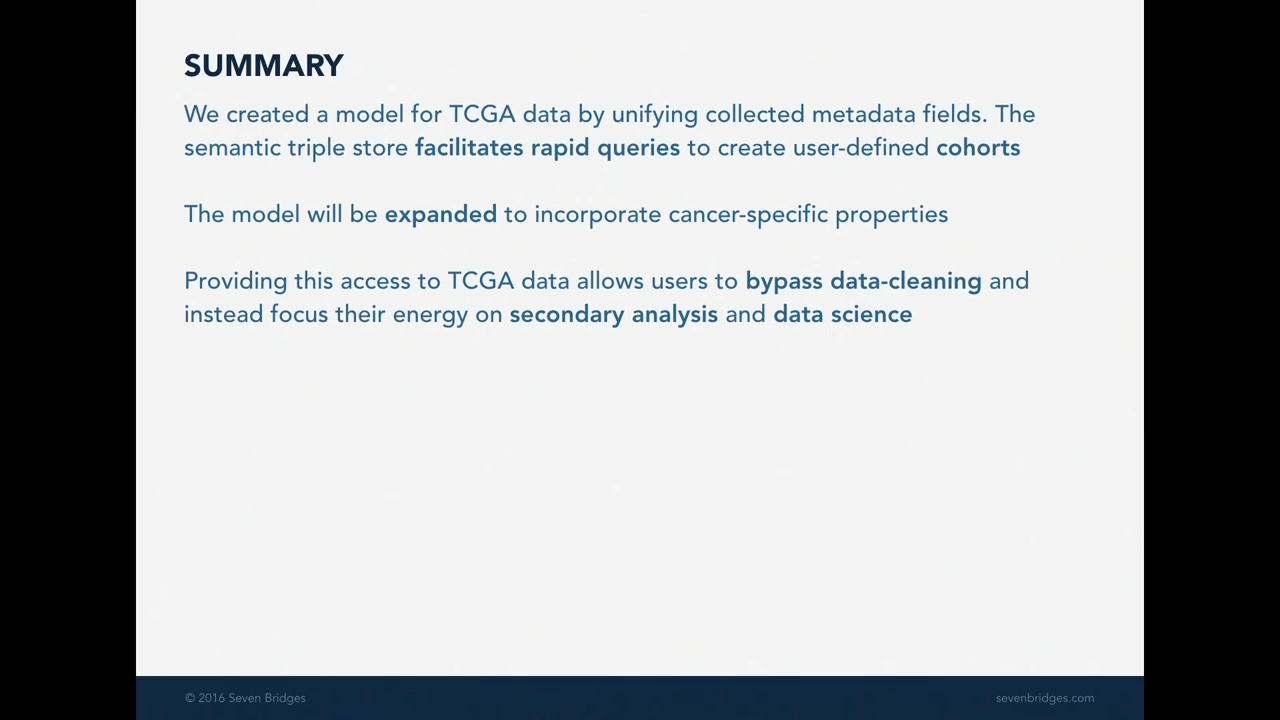 SUMMARY
We created a model for TCGA data by unifying collected metadata fields. The
semantic triple store facilitates rapid queries to create user-defined cohorts
The model will be expanded to incorporate cancer-specific properties
Providing this access to TCGA data allows users to bypass data-cleaning and
instead focus their energy on secondary analysis and data science
© 2016 Seven Bridges
sevenbridges.com